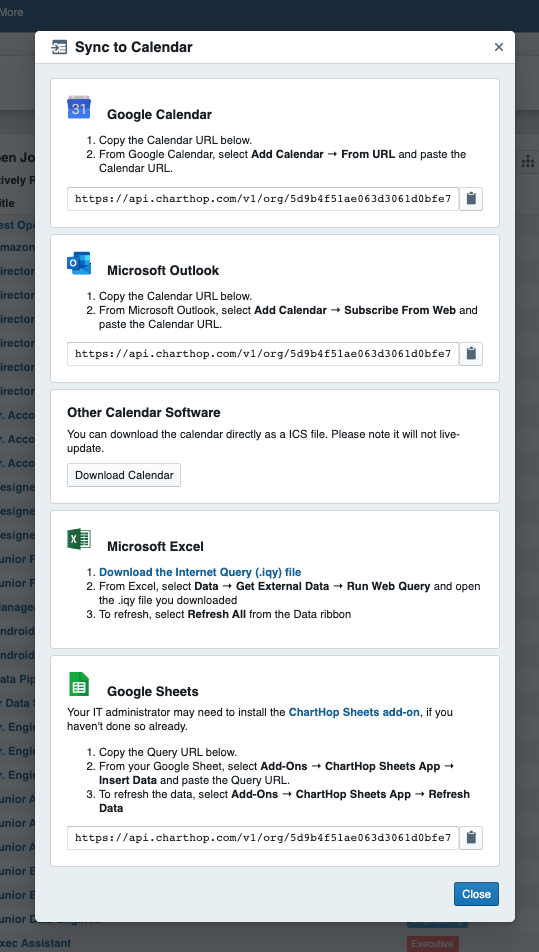 More
Sync to Calendar
31
Google Calendar
1. Copy the Calendar URL below.
2. From Google Calendar, select Add Calendar → From URL and paste the
Calendar URL.
https://api.charthop.com/v1/org/5d9b4f51ae063d3061d0bfe7
Microsoft Outlook
1. Copy the Calendar URL below.
2. From Microsoft Outlook, select Add Calendar → Subscribe From Web and
paste the Calendar URL.
https://api.charthop.com/v1/org/5d9b4f51ae063d3061d0bfe7
Other Calendar Software
You can download the calendar directly as a ICS file. Please note it will not live-
update.
Download Calendar
Microsoft Excel
1. Download the Internet Query (.iqy) file
2. From Excel, select Data → Get External Data → Run Web Query and open
the .iqy file you downloaded
3. To refresh, select Refresh All from the Data ribbon
Google Sheets
Your IT administrator may need to install the ChartHop Sheets add-on, if you
haven't done so already.
1. Copy the Query URL below.
2. From your Google Sheet, select Add-Ons → ChartHop Sheets App →
Insert Data and paste the Query URL.
3. To refresh the data, select Add-Ons → ChartHop Sheets App → Refresh
Data
https://api.charthop.com/v1/org/5d9b4f51ae063d3061d0bfe7
Close
Assistant
Executive